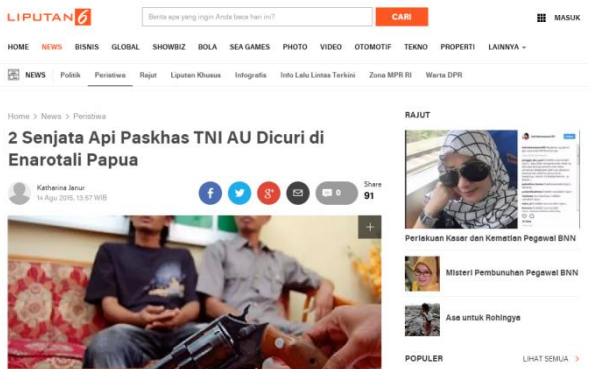 LIPUTAN6
Berita apa yang ingin Anda baca hari ini?
CARI
MASUK
HOME NEWS BISNIS GLOBAL SHOWBIZ BOLA SEA GAMES PHOTO VIDEO OTOMOTIF TEKNO PROPERTI LAINNYA
NEWS Politik Peristiwa Rajut Liputan Khusus Infografis Info Lalu Lintas Terkini Zona MPR RI Warta DPR
Home > News > Peristiwa
2 Senjata Api Paskhas TNI AU Dicuri di
Enarotali Papua
Katharina Janur
14 Agu 2015, 13:57 WIB
f
g+
0
Share
91
+
RAJUT
Perlakuan Kasar dan Kematian Pegawai BNN
Misteri Pembunuhan Pegawai BNN
Asa untuk Rohingya
POPULER
LIHAT SEMUA >